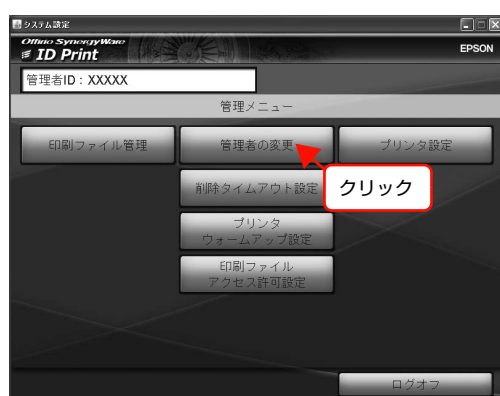 システム設定
Offirio SynergyWare
ID Print
EPSON
管理者ID：XXXXX
管理メニュー
印刷ファイル管理
管理者の変更
プリンタ設定
削除タイムアウト設定
クリック
プリンタ
ウォームアップ設定
印刷ファイル
アクセス許可設定
ログオフ